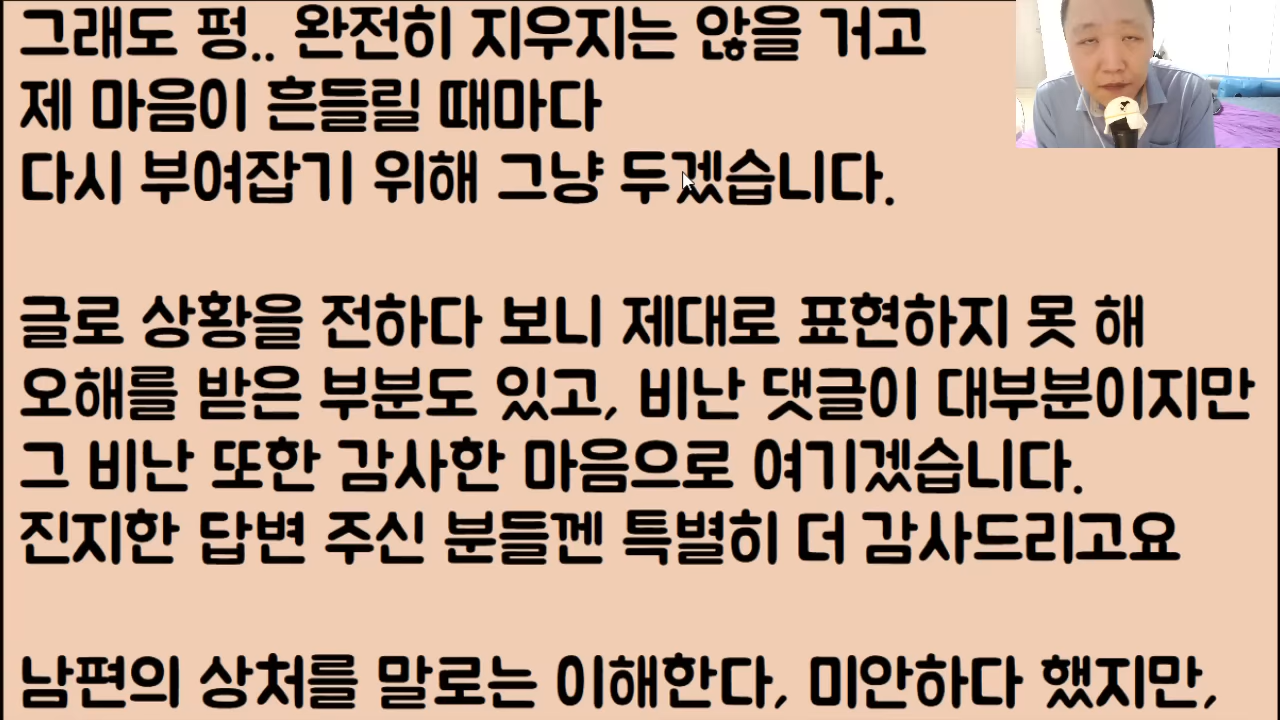 그래도 펑.. 완전히 지우지는 않을 거고
제 마음이 흔들릴 때마다
다시 부여잡기 위해 그냥 두겠습니다.
글로 상황을 전하다 보니 제대로 표현하지 못 해
오해를 받은 부분도 있고, 비난 댓글이 대부분이지만
그 비난 또한 감사한 마음으로 여기겠습니다.
진지한 답변 주신 분들껜 특별히 더 감사드리고요
남편의 상처를 말로는 이해한다, 미안하다 했지만,